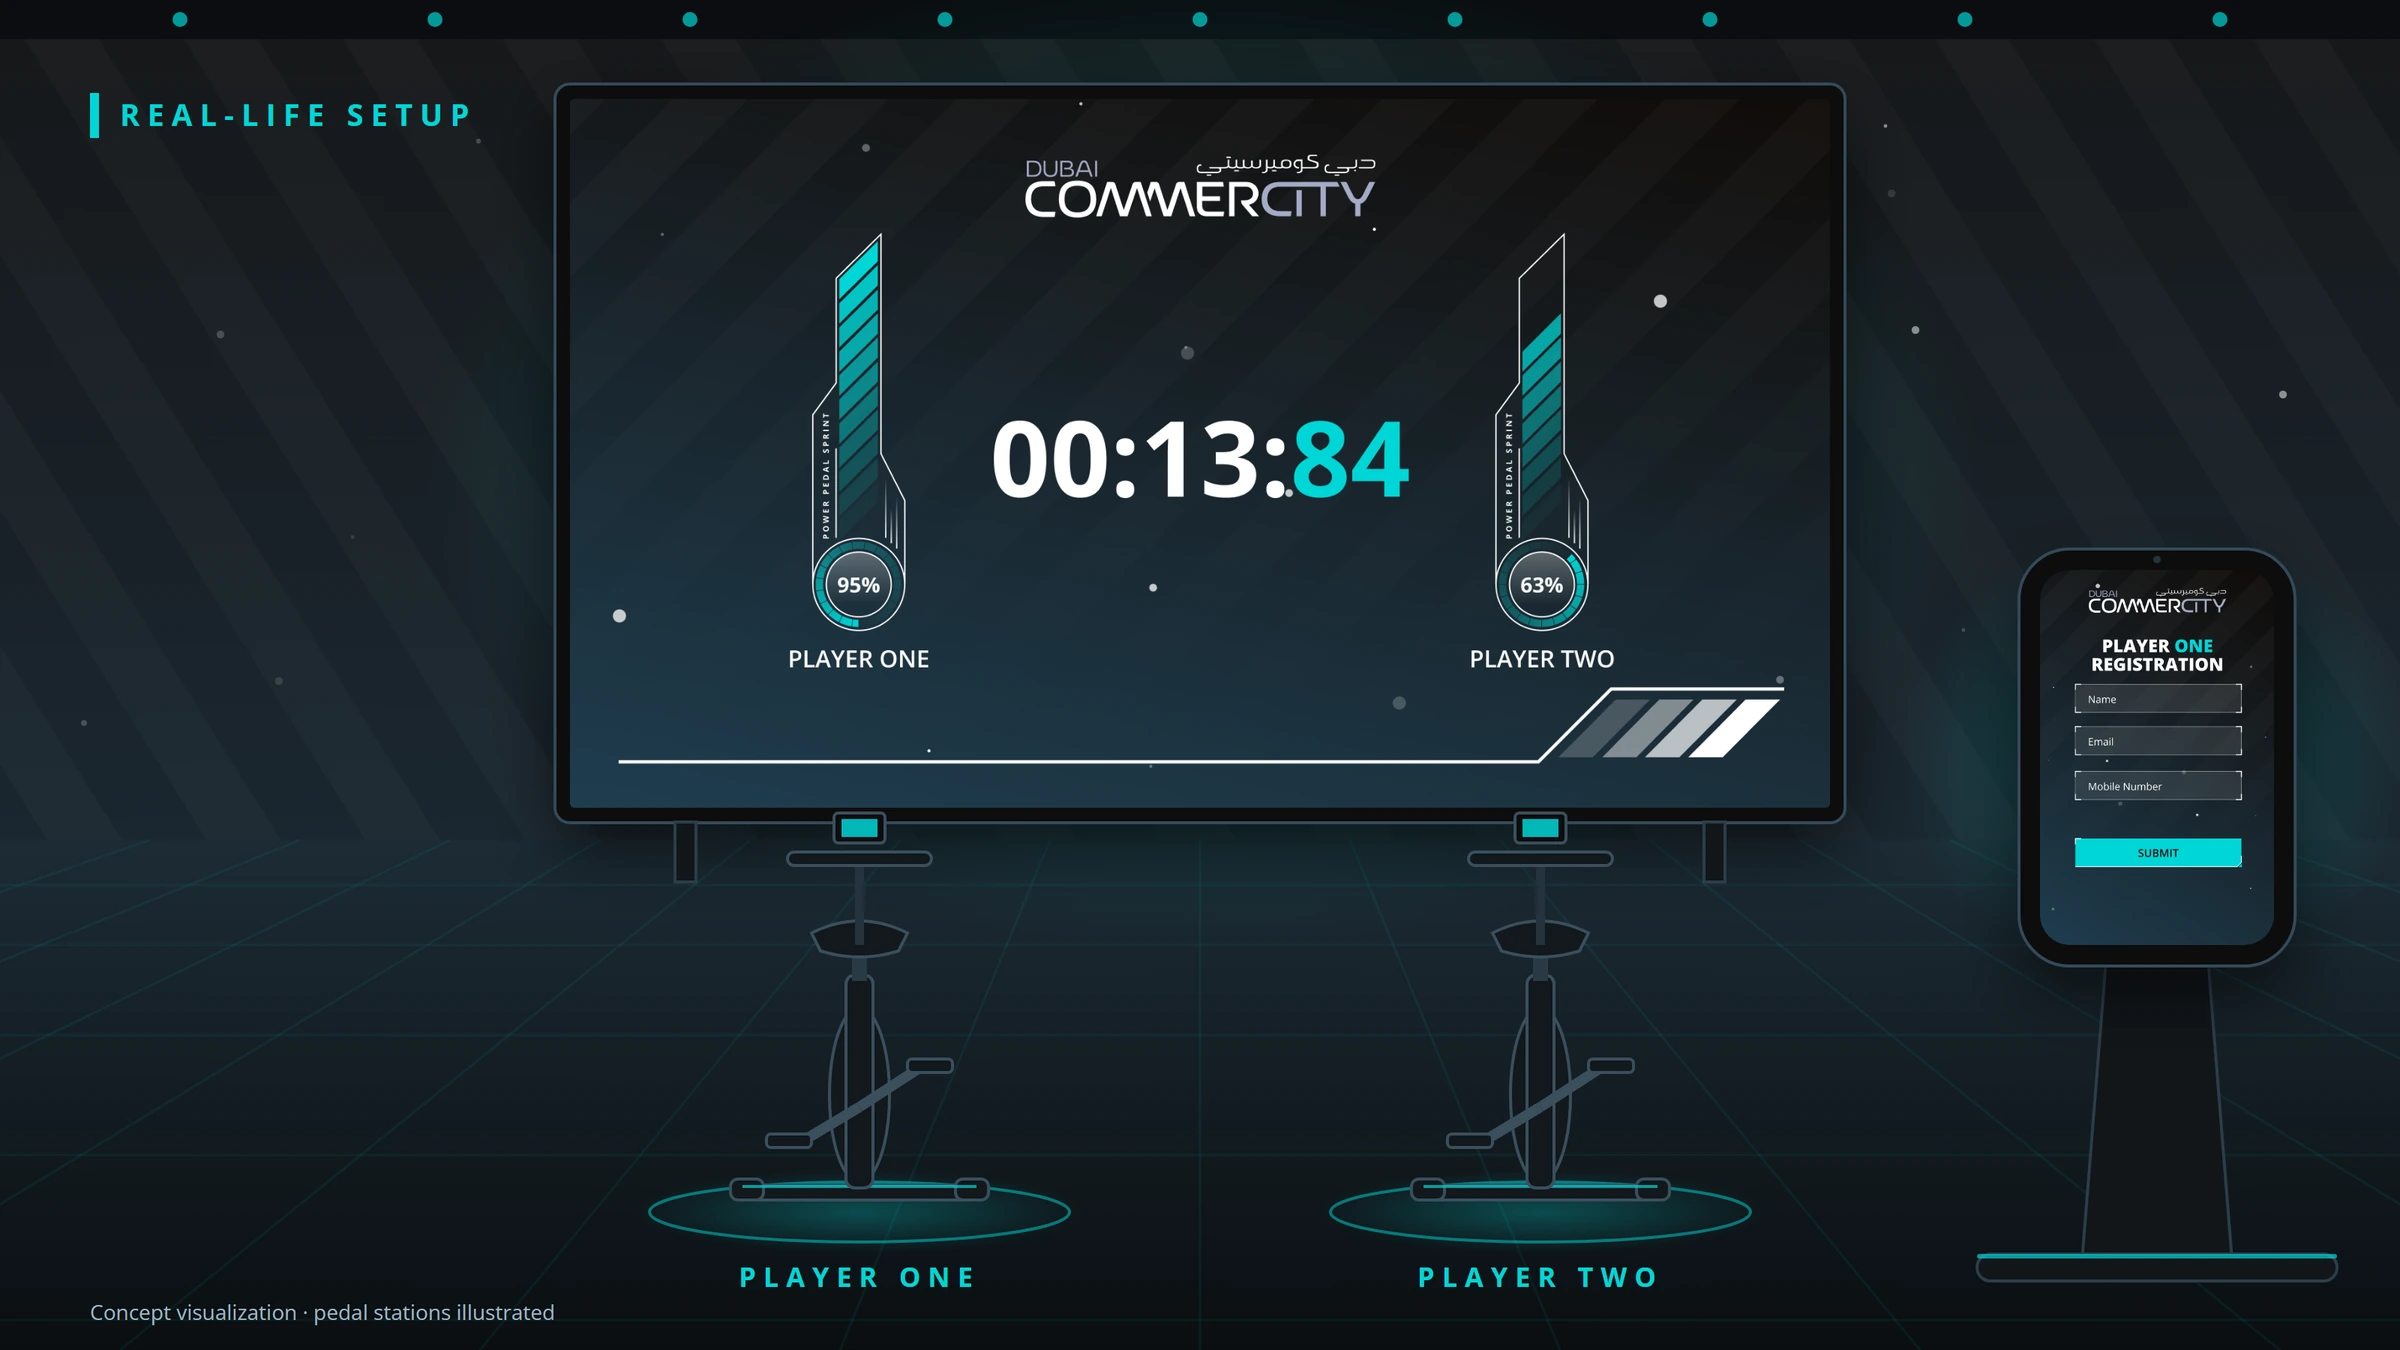 REAL-LIFE SETUP
DUBAI دبي كوميرسيتي
COMMERCITY
POWER PEDAL SPRINT
00:13:84
POWER PEDAL SPRINT
95%
63%
PLAYER ONE
PLAYER TWO
DUBAI دبي كوميرسيتي
COMMERCITY
PLAYER ONE
REGISTRATION
Name
Email
Mobile Number
SUBMIT
PLAYER ONE
PLAYER TWO
Concept visualization · pedal stations illustrated